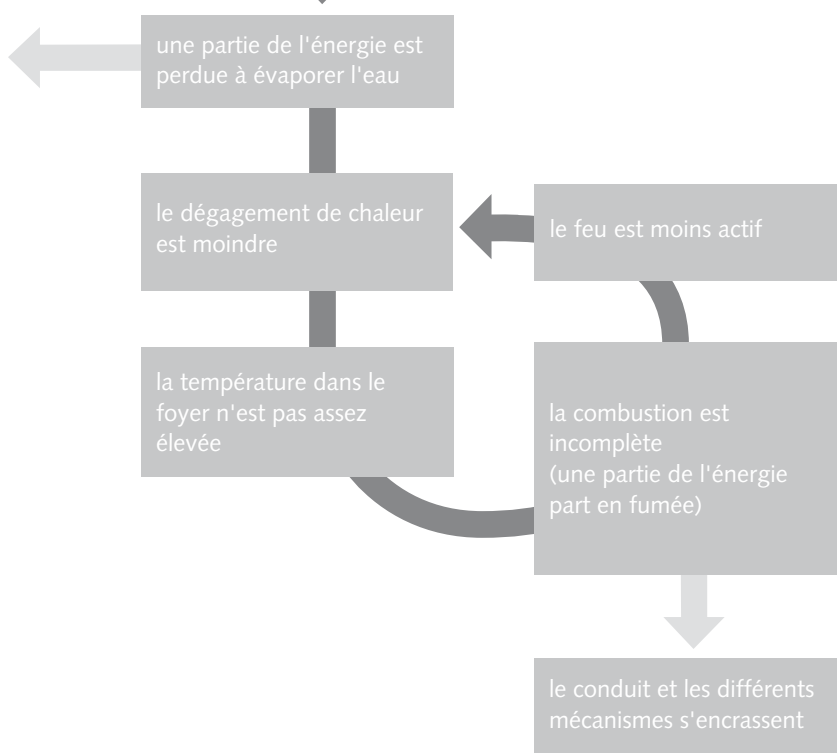 une partie de l'énergie est
perdue à évaporer l'eau
le dégagement de chaleur
est moindre
le feu est moins actif
la température dans le
foyer n'est pas assez
élevée
la combustion est
incomplète
(une partie de l'énergie
part en fumée)
le conduit et les différents
mécanismes s'encrassent